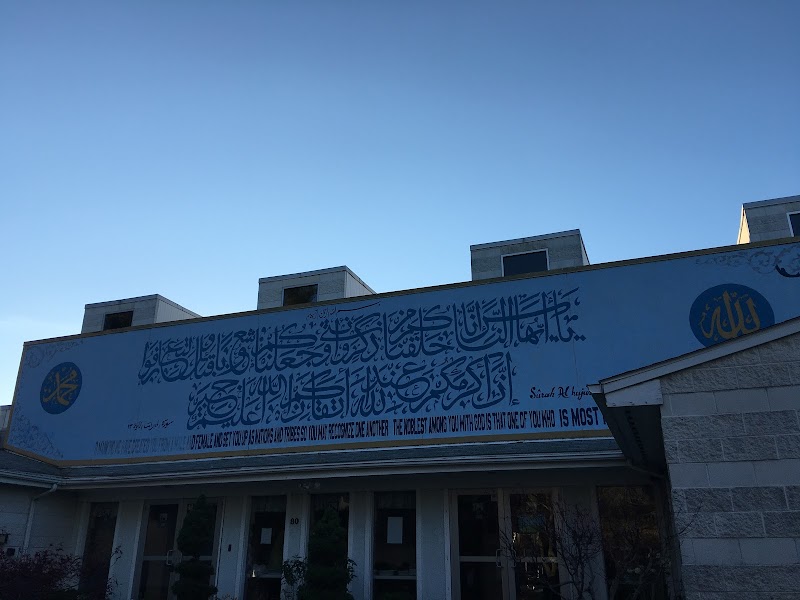 الله
محمد
يا أيها الناس إنا خلقناكم من ذكر وأنثى وجعلناكم شعوبا وقبائل لتعارفوا
إن أكرمكم عند الله أتقاكم إن الله عليم خبير
Súrah
FEMALE AND SET YOU UP AS NATIONS AND TRIBES SO YOU MAY RECOGNIZE ONE ANOTHER THE NOBLEST AMONG YOU WITH GOD IS THAT ONE OF YOU WHO IS MOST
80